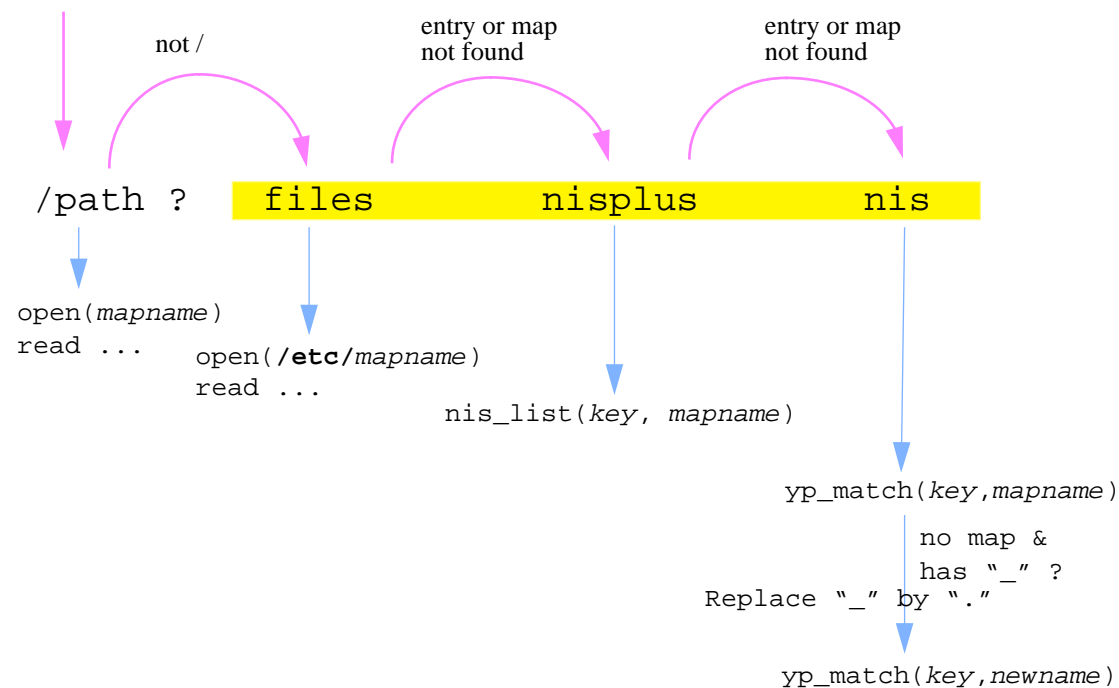 not /
entry or map
not found
entry or map
not found
/path ? files nisplus nis
open(mapname)
read ...
open(/etc/mapname)
read ...
nis_list(key, mapname)
yp_match(key,mapname)
no map &
has “_” ?
Replace “_” by “.”
yp_match(key,newname)